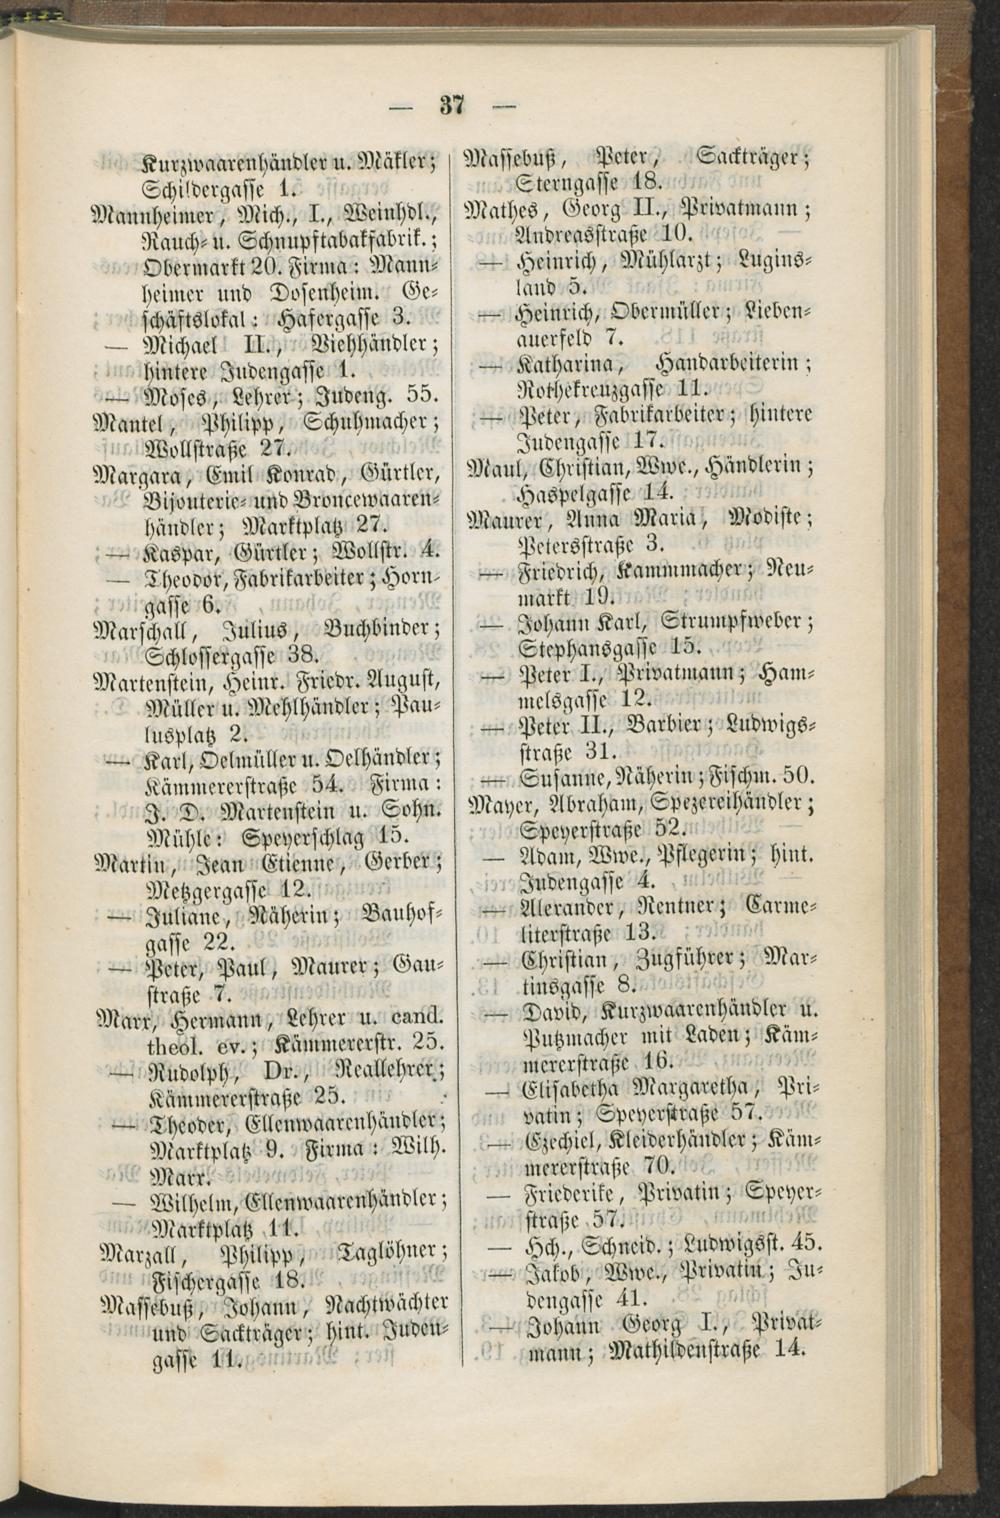 — 37 —
Kurzwaarenhändler u. Mäkler;
Schildergasse 1.
Mannheimer, Mich., I., Weinhdl.,
Rauch- u. Schnupftabakfabrik.;
Obermarkt 20. Firma: Mann-
heimer und Dosenheim. Ge-
schäftslokal: Hafergasse 3.
— Michael II., Viehhändler;
hintere Judengasse 1.
— Moses, Lehrer; Judeng. 55.
Mantel, Philipp, Schuhmacher;
Wollstraße 27.
Margara, Emil Konrad, Gürtler,
Bijouterie- und Broncewaaren-
händler; Marktplatz 27.
— Kaspar, Gürtler; Wollstr. 4.
— Theodor, Fabrikarbeiter; Horn-
gasse 6.
Marschall, Julius, Buchbinder;
Schlossergasse 38.
Martenstein, Heinr. Friedr. August,
Müller u. Mehlhändler; Pau-
lusplatz 2.
— Karl, Oelmüller u. Oelhändler;
Kämmererstraße 54. Firma:
J. D. Martenstein u. Sohn.
Mühle: Speyerschlag 15.
Martin, Jean Etienne, Gerber;
Metzgergasse 12.
— Juliane, Näherin; Bauhof-
gasse 22.
— Peter, Paul, Maurer; Gau-
straße 7.
Marx, Hermann, Lehrer u. cand.
theol. ev.; Kämmererstr. 25.
— Rudolph, Dr., Reallehrer;
Kämmererstraße 25.
— Theoder, Ellenwaarenhändler;
Marktplatz 9. Firma: Wilh.
Marx.
— Wilhelm, Ellenwaarenhändler;
Marktplatz 11.
Marzall, Philipp, Taglöhner;
Fischergasse 18.
Massebuß, Johann, Nachtwächter
und Sackträger; hint. Juden-
gasse 11.
Massebuß, Peter, Sackträger;
Sterngasse 18.
Mathes, Georg II., Privatmann;
Andreasstraße 10.
— Heinrich, Mühlarzt; Lugins-
land 5.
— Heinrich, Obermüller; Lieben-
auerfeld 7.
— Katharina, Handarbeiterin;
Rothekreuzgasse 11.
— Peter, Fabrikarbeiter; hintere
Judengasse 17.
Maul, Christian, Wwe., Händlerin;
Haspelgasse 14.
Maurer, Anna Maria, Modiste;
Petersstraße 3.
— Friedrich, Kammmacher; Neu-
markt 19.
— Johann Karl, Strumpfweber;
Stephansgasse 15.
— Peter I., Privatmann; Ham-
melsgasse 12.
— Peter II., Barbier; Ludwigs-
straße 31.
— Susanne, Näherin; Fischm. 50.
Mayer, Abraham, Spezereihändler;
Speyerstraße 52.
— Adam, Wwe., Pflegerin; hint.
Judengasse 4.
— Alexander, Rentner; Carme-
literstraße 13.
— Christian, Zugführer; Mar-
tinsgasse 8.
— David, Kurzwaarenhändler u.
Putzmacher mit Laden; Käm-
mererstraße 16.
— Elisabetha Margaretha, Pri-
vatin; Speyerstraße 57.
— Ezechiel, Kleiderhändler; Käm-
mererstraße 70.
— Friederike, Privatin; Speyer-
straße 57.
— Hch., Schneid.; Ludwigsst. 45.
— Jakob, Wwe., Privatin; Ju-
dengasse 41.
— Johann Georg I., Privat-
mann; Mathildenstraße 14.